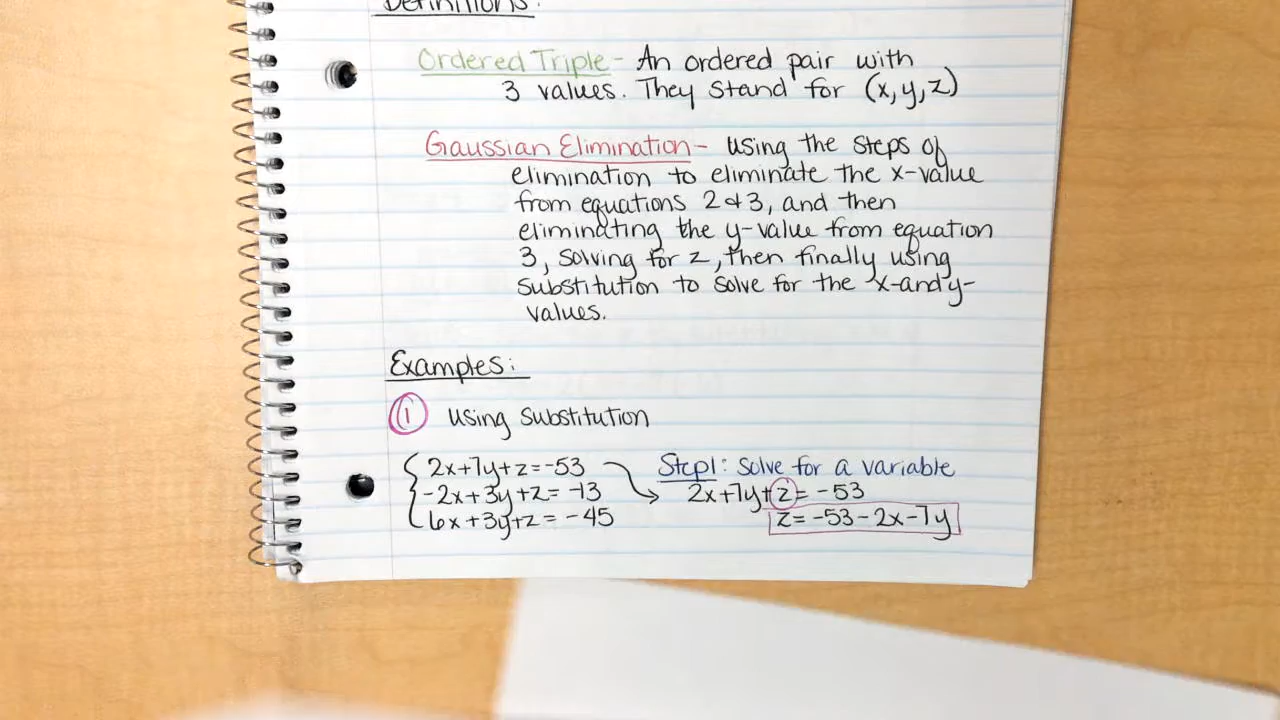 Definitions:
Ordered Triple- An ordered pair with
3 values. They stand for (x,y,z)
Gaussian Elimination- using the steps of
elimination to eliminate the x-value
from equations 2 & 3, and then
eliminating the y-value from equation
3, solving for z, then finally using
substitution to solve for the x-and y-
values.
Examples:
1 using substitution
2x+7y+z=-53
-2x+3y+z=-13
6x+3y+z=-45
Step 1: Solve for a variable
2x+7y+z=-53
z=-53-2x-7y